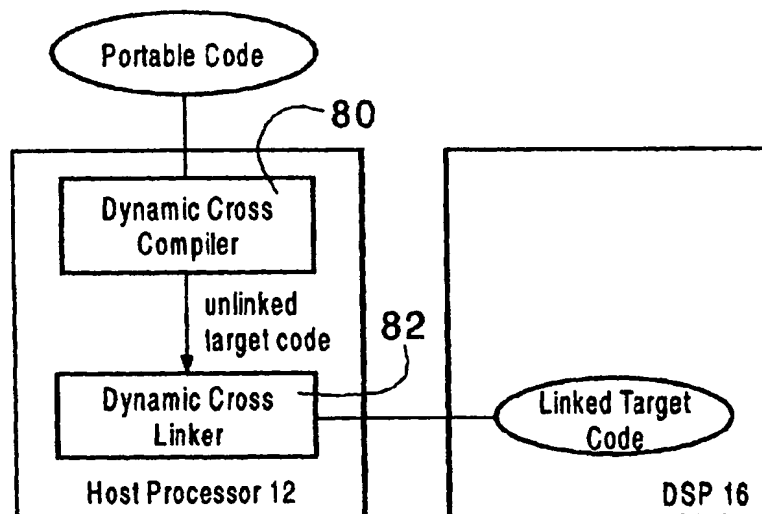 Portable Code
80
Dynamic Cross
Compiler
unlinked
target code
82
Dynamic Cross
Linker
Linked Target
Code
Host Processor 12
DSP 16